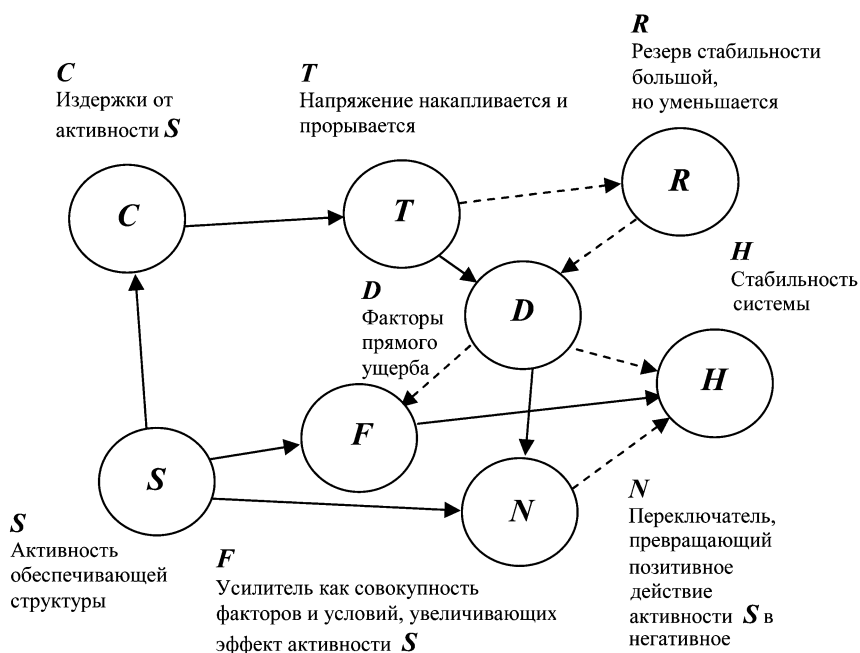 R
Резерв стабильности
большой,
но уменьшается
C
Издержки от
активности S
T
Напряжение накапливается и
прорывается
C
T
R
H
Стабильность
системы
D
Факторы
прямого
ущерба
D
H
F
S
N
S
Активность
обеспечивающей
структуры
F
Усилитель как совокупность
факторов и условий, увеличивающих
эффект активности S
N
Переключатель,
превращающий
позитивное
действие
активности S в
негативное